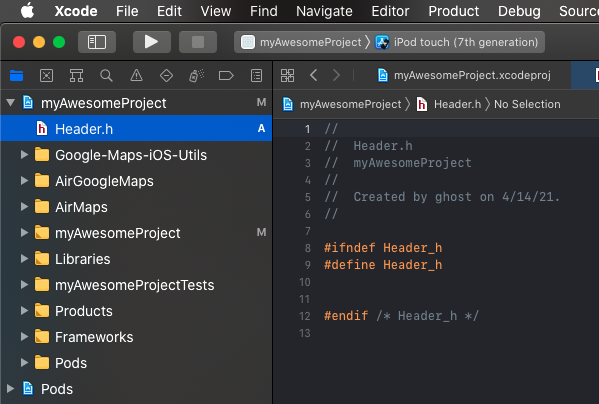 Xcode File Edit View Find Navigate Editor Product Debug Sourc
myAwesomeProject iPod touch (7th generation)
myAwesomeProject.xcodeproj
myAwesomeProject M
myAwesomeProject Header.h No Selection
Header.h A
Google-Maps-iOS-Utils
AirGoogleMaps
AirMaps
myAwesomeProject M
Libraries
myAwesomeProjectTests
Products
Frameworks
Pods
Pods
1 //
2 // Header.h
3 // myAwesomeProject
4 //
5 // Created by ghost on 4/14/21.
6 //
7
8 #ifndef Header_h
9 #define Header_h
10
11
12 #endif /* Header_h */
13